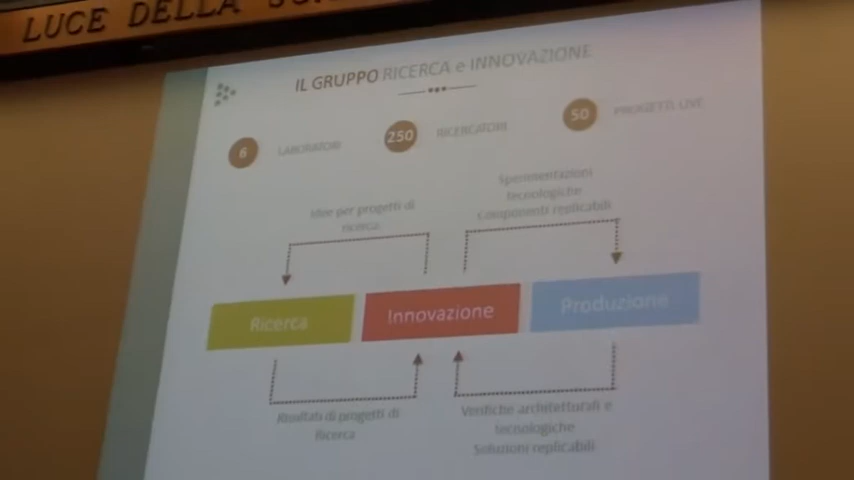 LUCE DELLA
IL GRUPPO RICERCA e INNOVAZIONE
6 LABORATORI
250 RICERCATORI
50 PROGETTI LIVE
Idee per progetti di
ricerca
Sperimentazioni
tecnologiche
Componenti replicabili
Ricerca
Innovazione
Produzione
Risultati di progetti di
Ricerca
Verifiche architetturali e
tecnologiche
Soluzioni replicabili